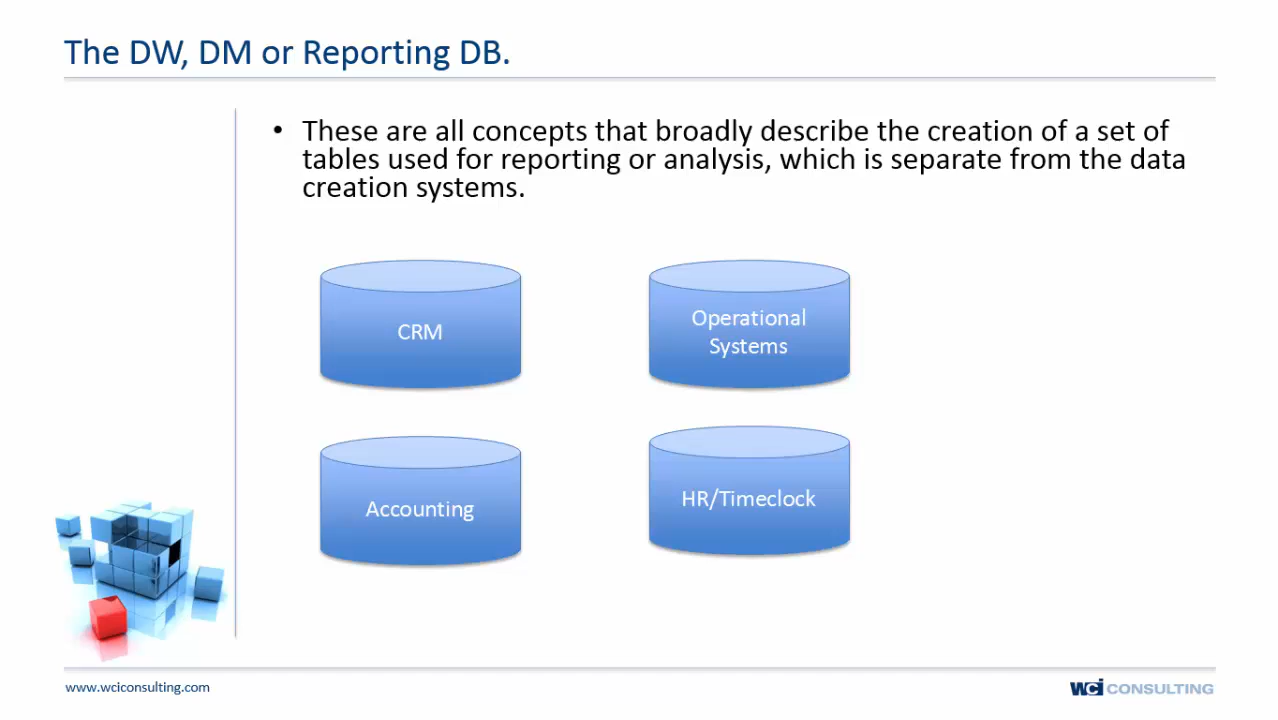 The DW, DM or Reporting DB.
• These are all concepts that broadly describe the creation of a set of
tables used for reporting or analysis, which is separate from the data
creation systems.
CRM
Operational
Systems
Accounting
HR/Timeclock
www.wciconsulting.com
wci CONSULTING